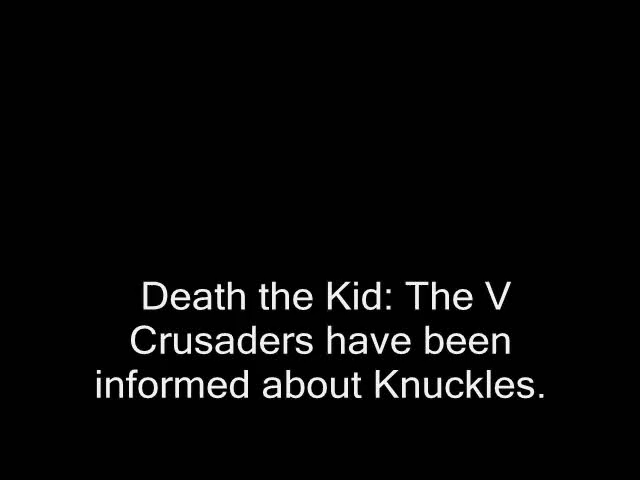 Death the Kid: The V
Crusaders have been
informed about Knuckles.